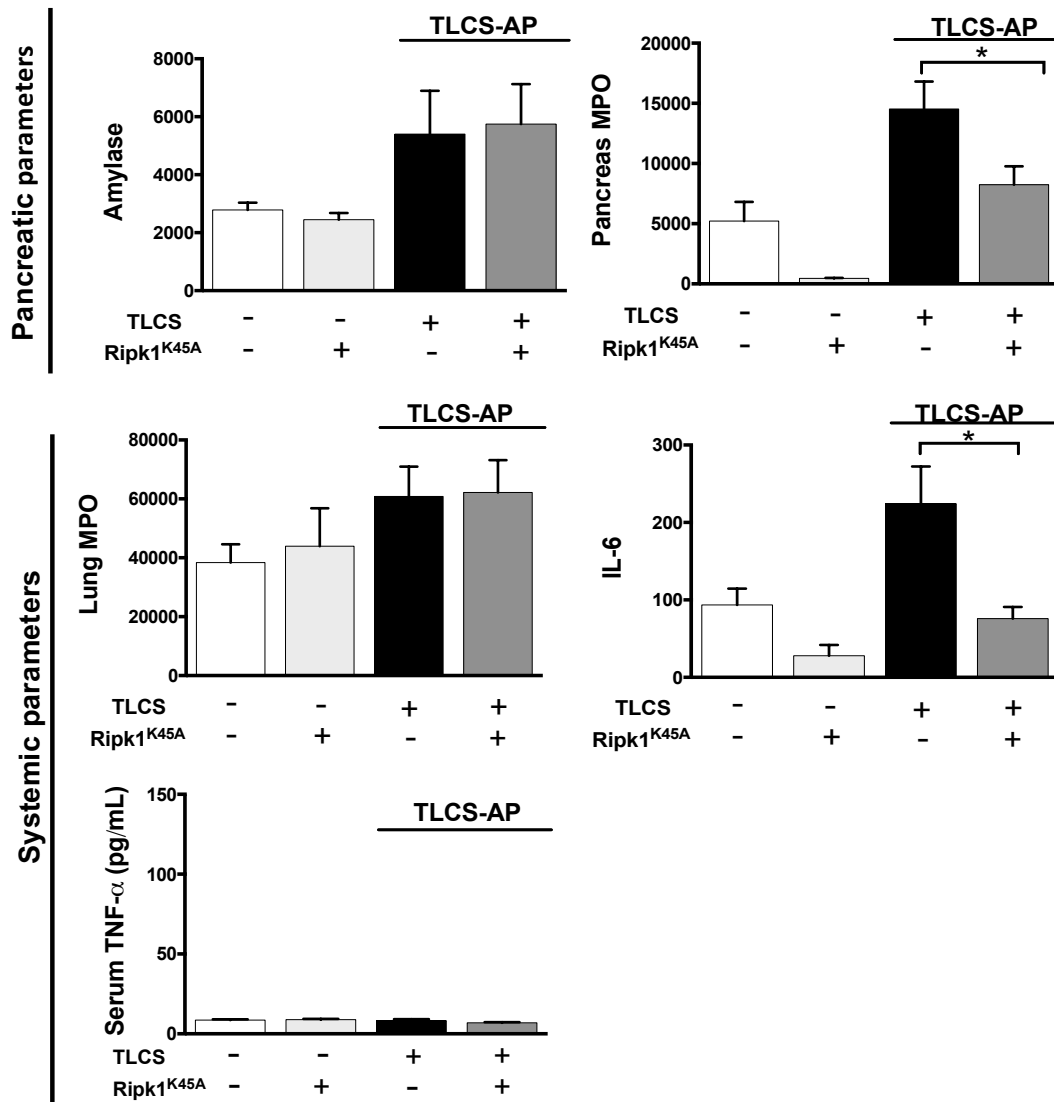 Pancreatic parameters
TLCS-AP
Amylase
8000
6000
4000
2000
0
TLCS - - + +
Ripk1K45A - + - +
TLCS-AP
*
Pancreas MPO
20000
15000
10000
5000
0
TLCS - - + +
Ripk1K45A - + - +
Systemic parameters
TLCS-AP
Lung MPO
80000
60000
40000
20000
0
TLCS - - + +
Ripk1K45A - + - +
TLCS-AP
*
IL-6
300
200
100
0
TLCS - - + +
Ripk1K45A - + - +
TLCS-AP
Serum TNF-α (pg/mL)
150
100
50
0
TLCS - - + +
Ripk1K45A - + - +